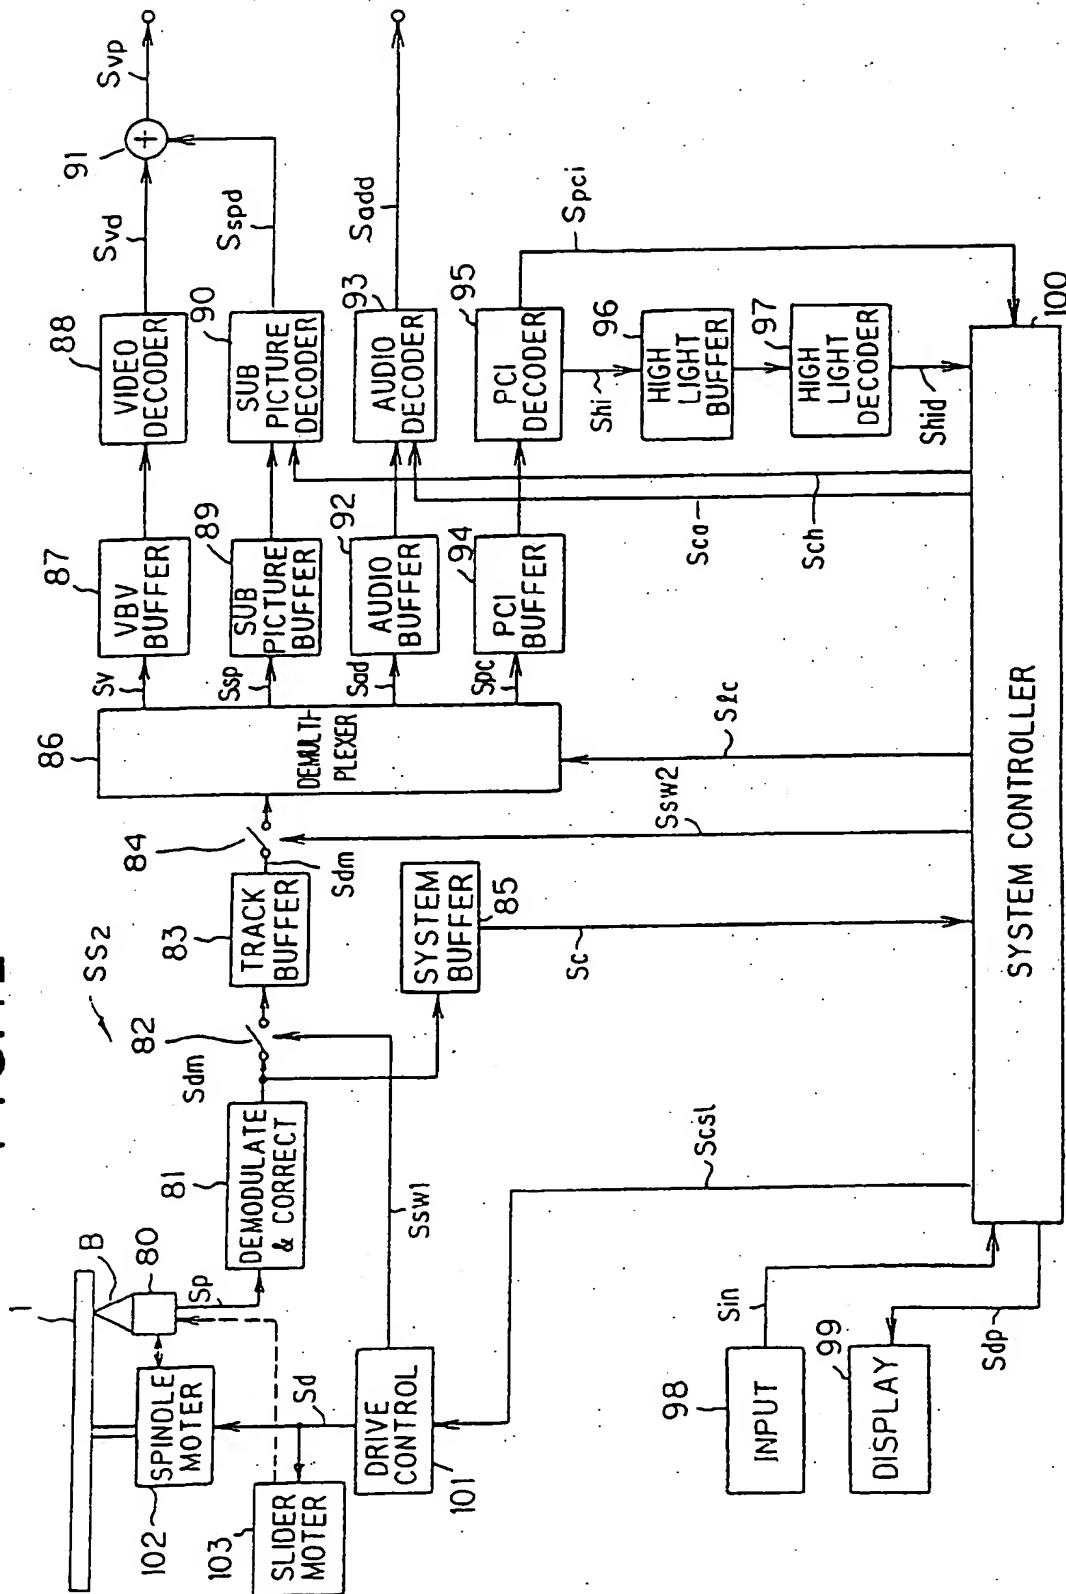 SS2
1
B
80
Sp
SPINDLE
MOTER
102
SLIDER
MOTER
103
Sd
DRIVE
CONTROL
101
DEMODULATE
& CORRECT
81
Sdm
82
Ssw1
TRACK
BUFFER
83
Sdm
84
SYSTEM
BUFFER
85
Sc
DEMULTI-
PLEXER
86
Ssw2
Slc
Sv
VBV
BUFFER
87
VIDEO
DECODER
88
Svd
91
+
Svp
Ssp
SUB
PICTURE
BUFFER
89
SUB
PICTURE
DECODER
90
Sspd
Sad
AUDIO
BUFFER
92
AUDIO
DECODER
93
Sadd
Spc
PCI
BUFFER
94
PCI
DECODER
95
Spci
Shi
HIGH
LIGHT
BUFFER
96
HIGH
LIGHT
DECODER
97
Shid
Sca
Sch
Scsl
INPUT
98
Sin
DISPLAY
99
Sdp
SYSTEM CONTROLLER
100